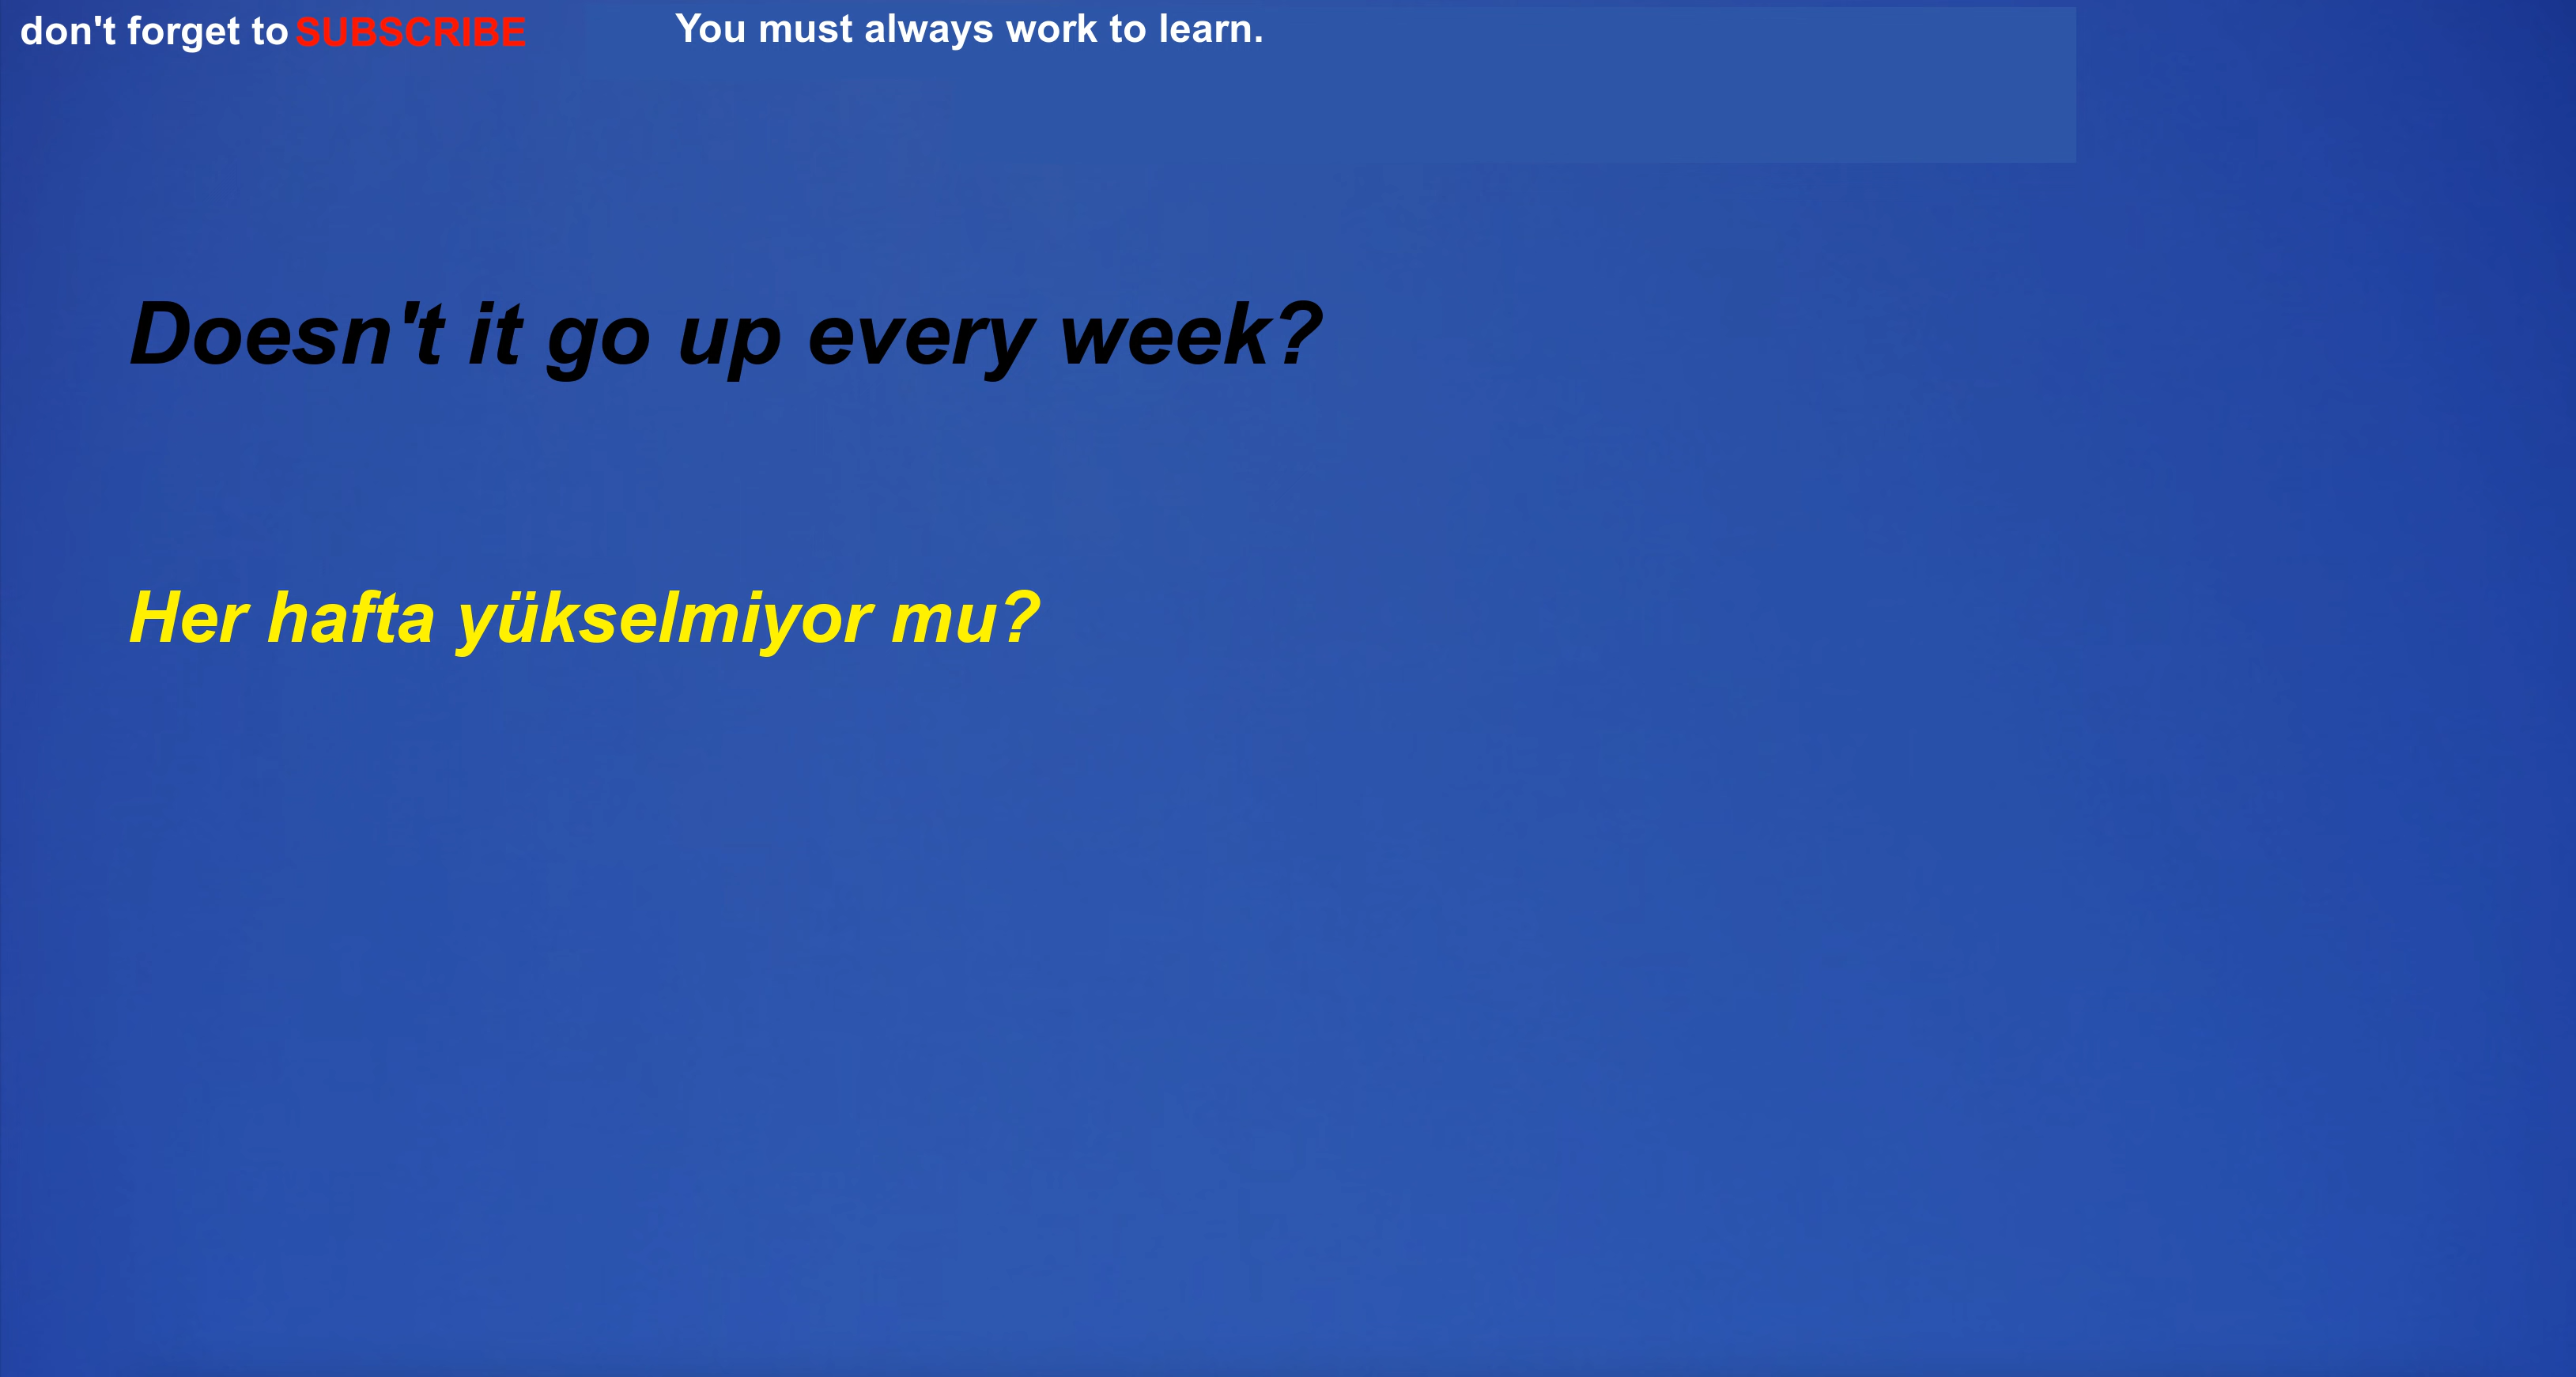 don't forget to SUBSCRIBE
You must always work to learn.
Doesn't it go up every week?
Her hafta yükselmiyor mu?